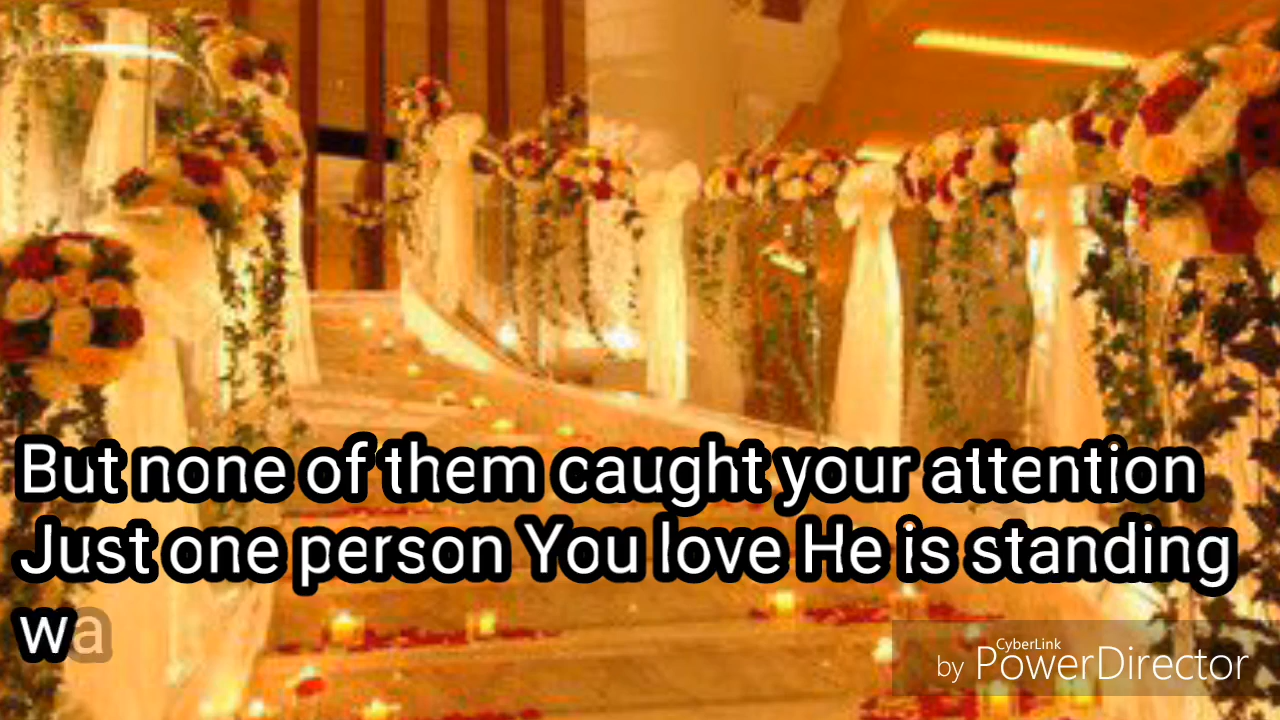 But none of them caught your attention
Just one person You love He is standing
wa
CyberLink
by PowerDirector